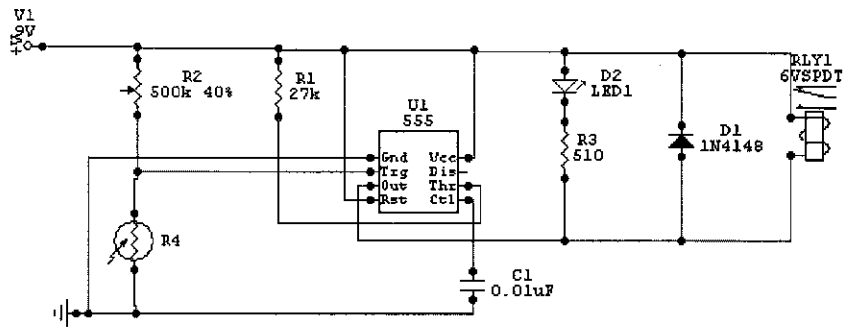 V1
9V
+V
R2
500k 40%
R1
27k
U1
555
Gnd Vcc
Trg Dis
Out Thr
Rst Ctl
D2
LED1
R3
510
D1
1N4148
RLY1
6VSPDT
R4
C1
0.01uF